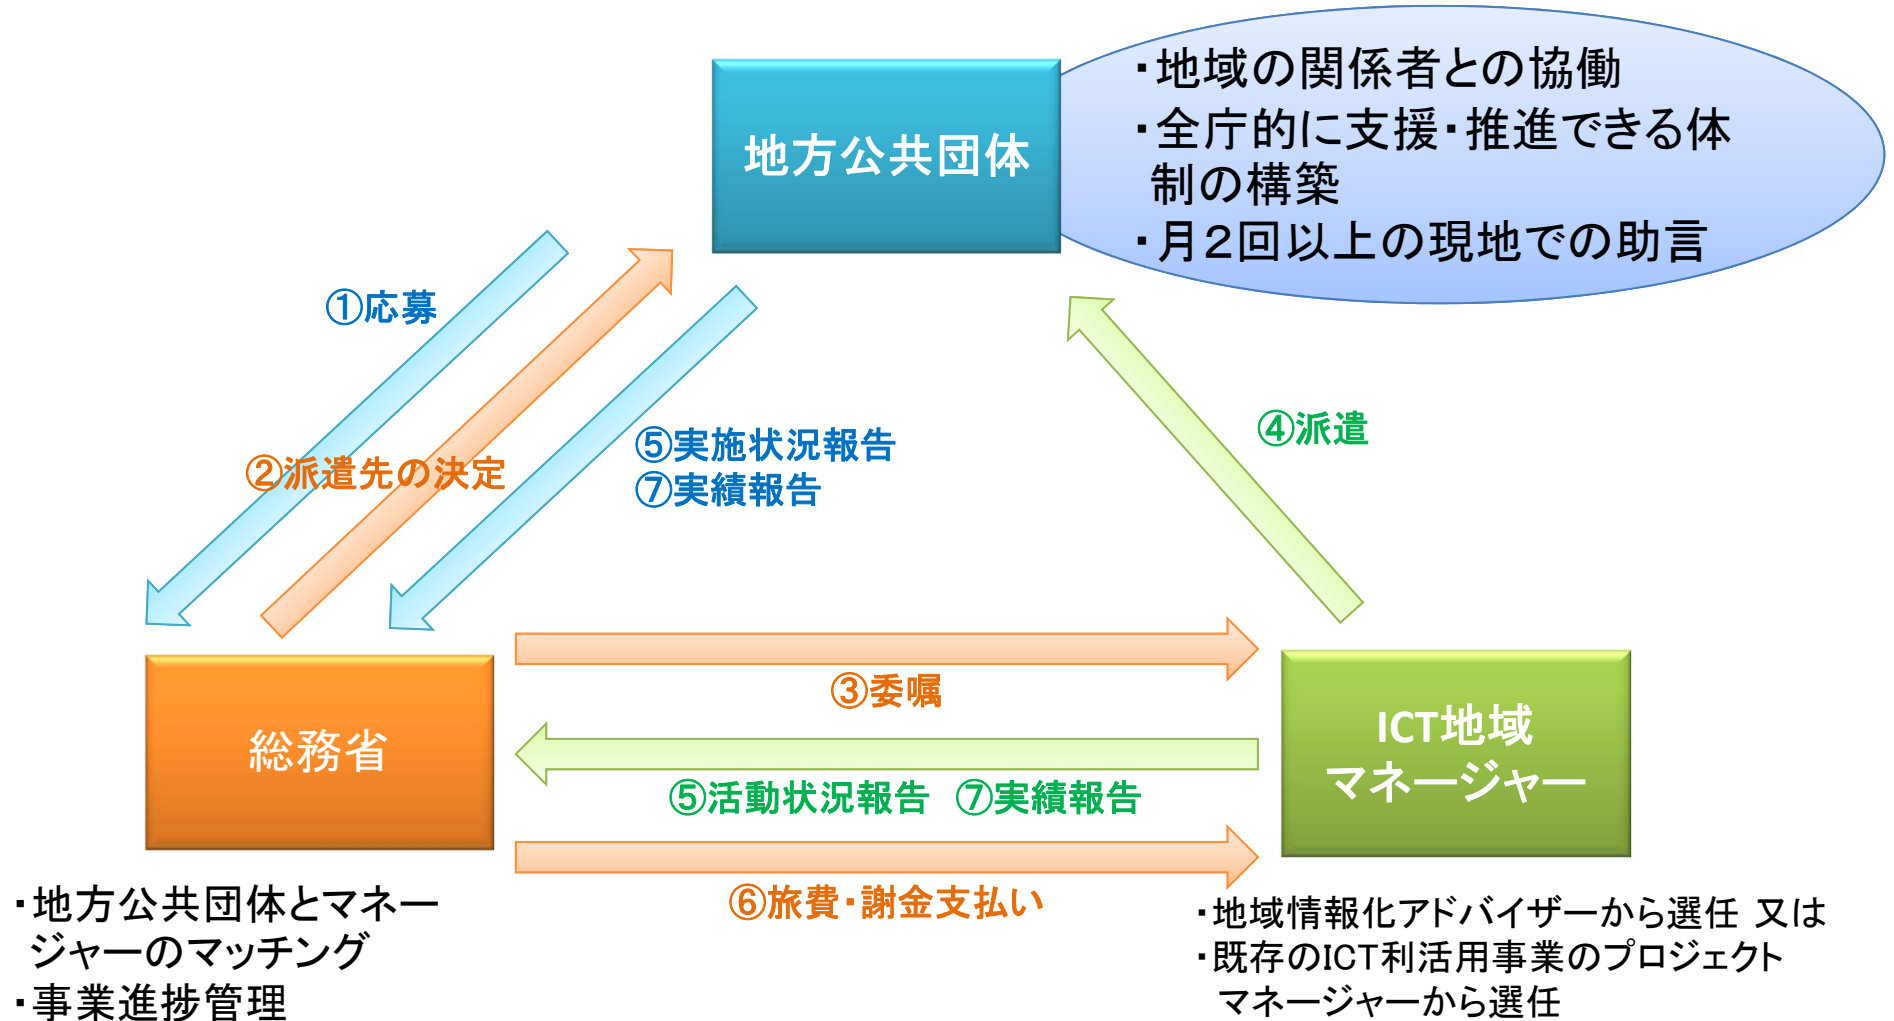 地方公共団体
・地域の関係者との協働
・全庁的に支援・推進できる体
制の構築
・月２回以上の現地での助言
①応募
②派遣先の決定
⑤実施状況報告
⑦実績報告
④派遣
③委嘱
総務省
ICT地域
マネージャー
⑤活動状況報告　⑦実績報告
⑥旅費・謝金支払い
・地方公共団体とマネー
ジャーのマッチング
・事業進捗管理
・地域情報化アドバイザーから選任 又は
・既存のICT利活用事業のプロジェクト
マネージャーから選任